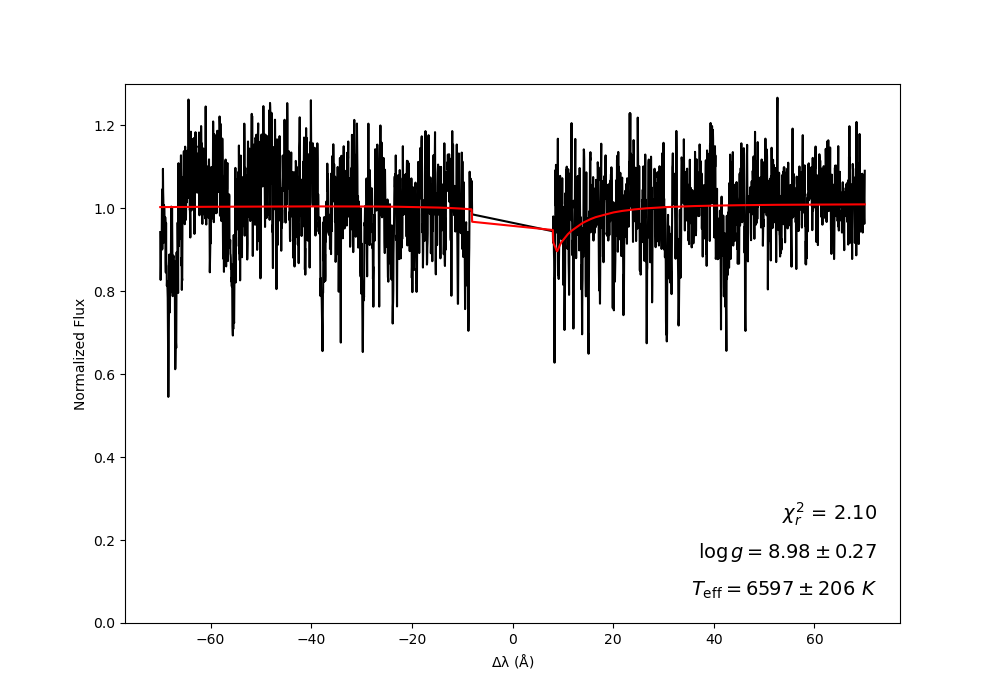 Normalized Flux
1.2
1.0
0.8
0.6
0.4
0.2
0.0
χ²ᵣ = 2.10
log g = 8.98 ± 0.27
T_eff = 6597 ± 206 K
−60 −40 −20 0 20 40 60
Δλ (Å)